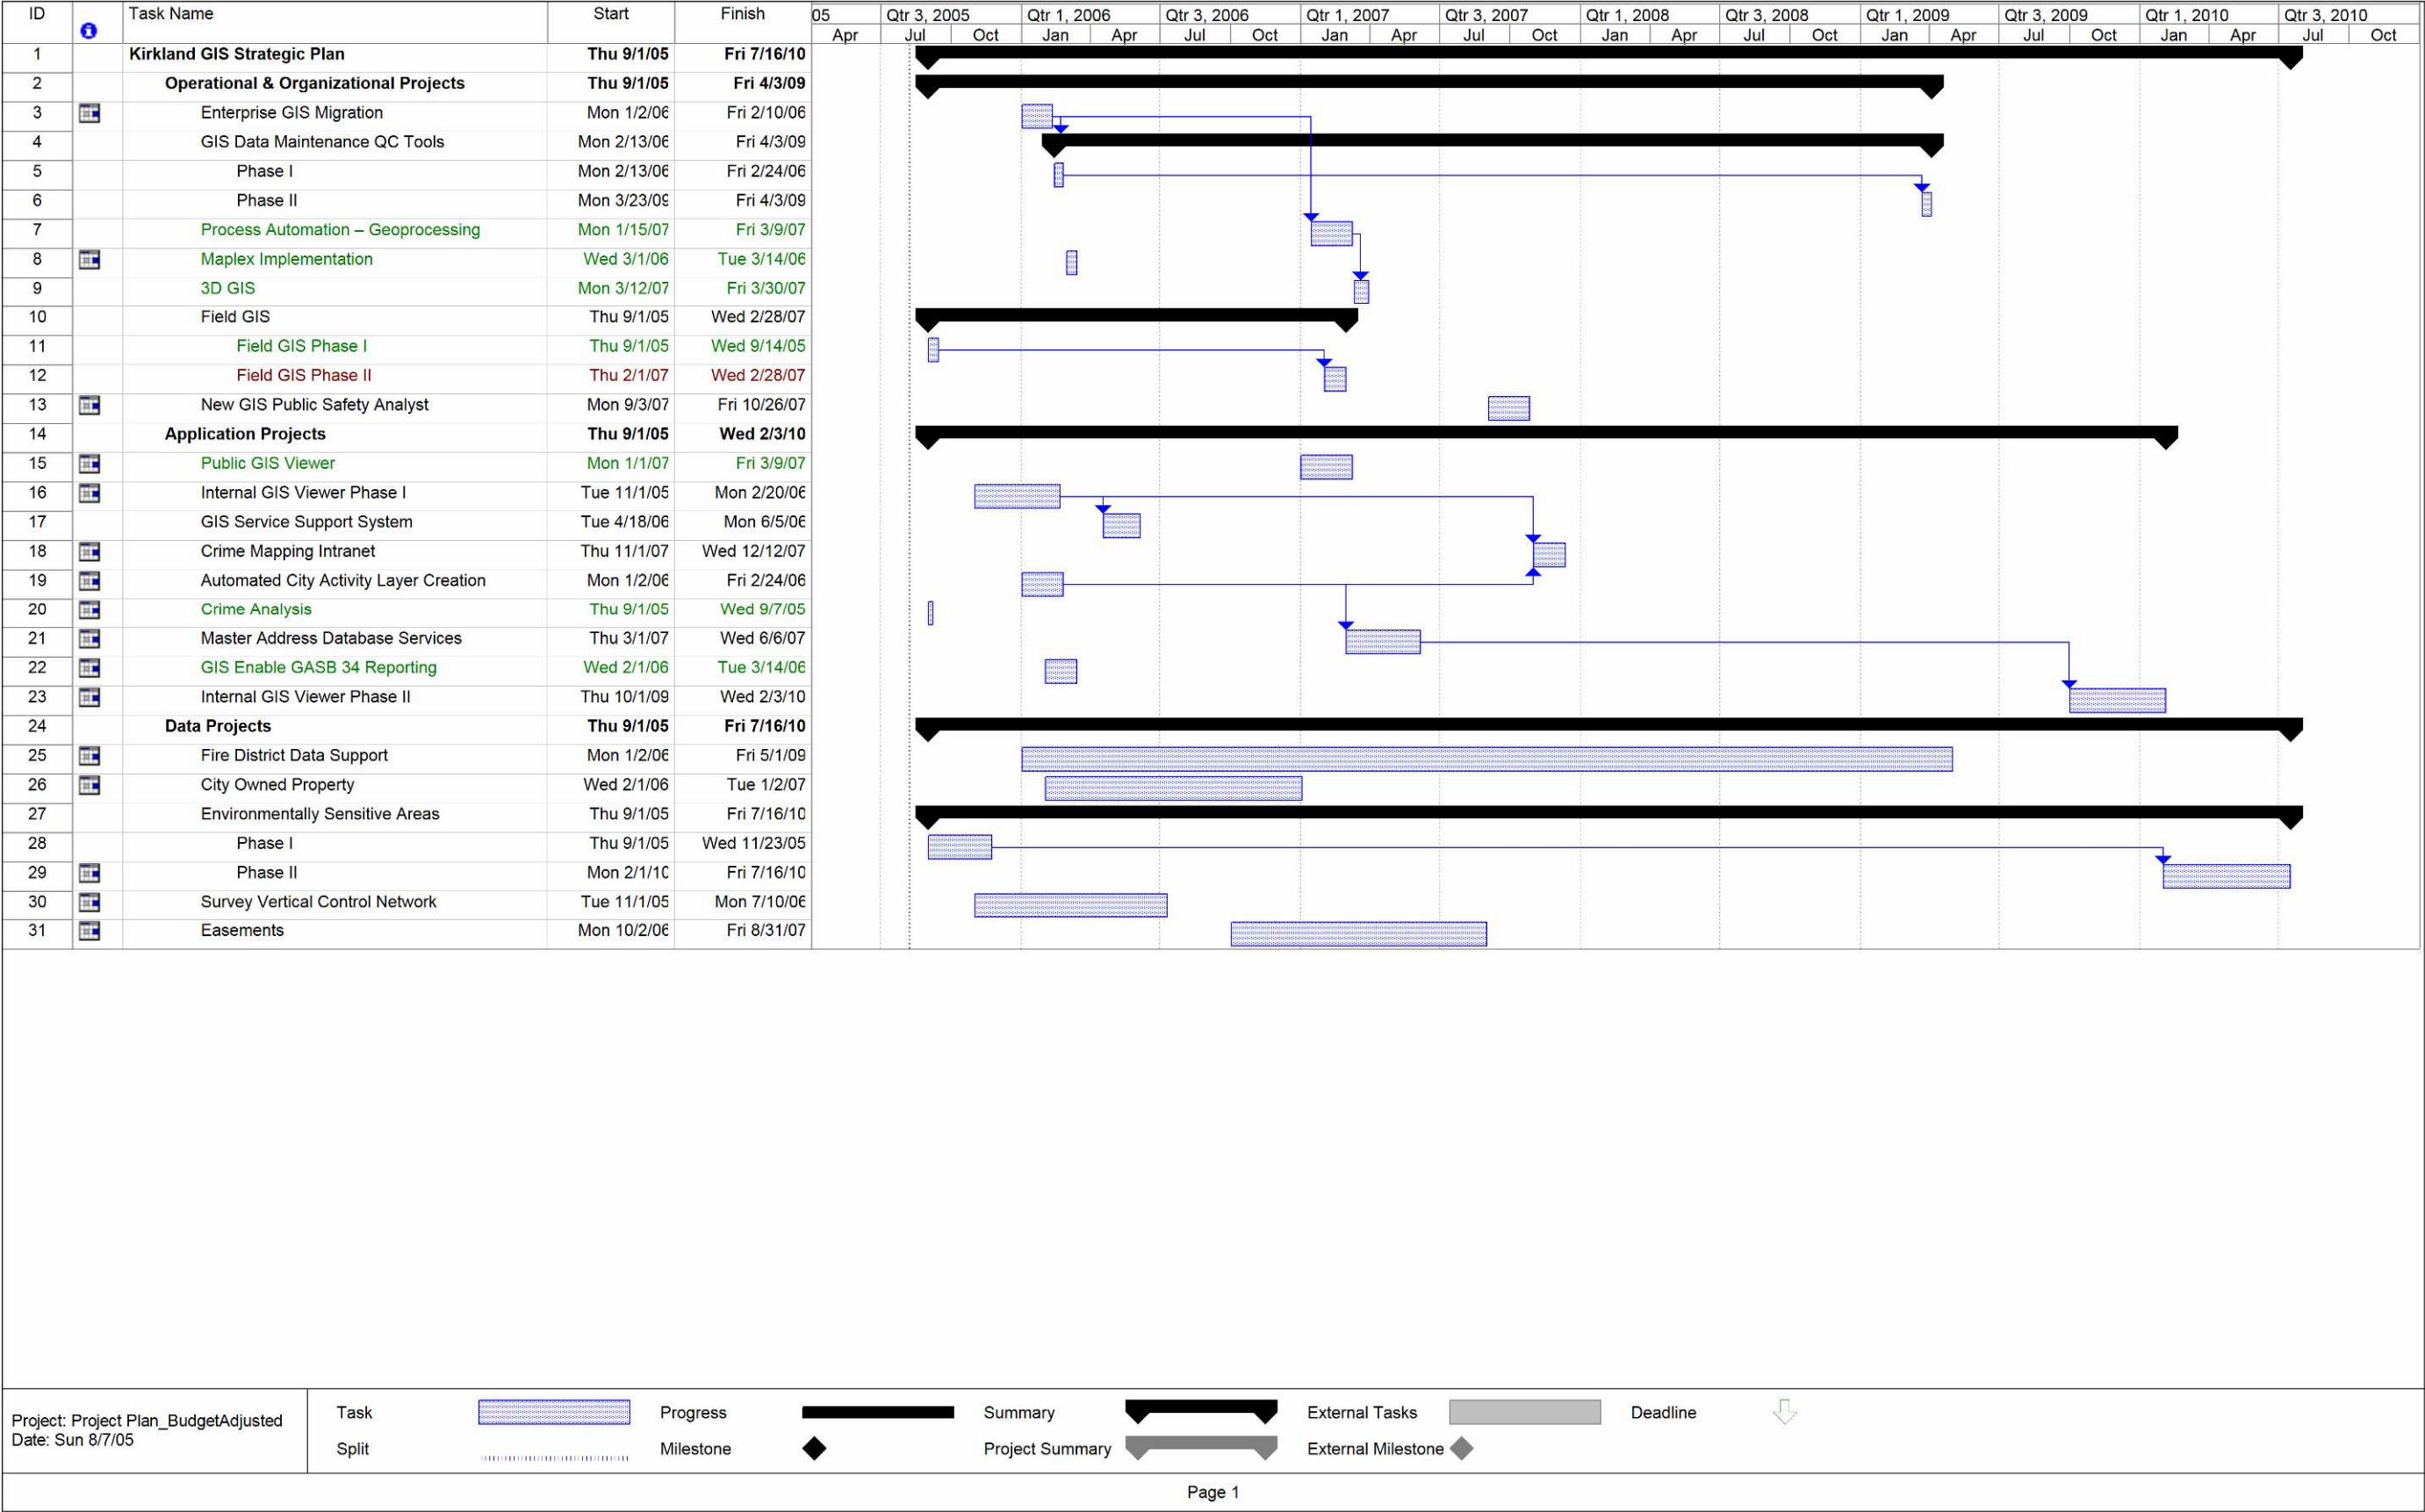 ID Task Name Start Finish 05 Qtr 3, 2005 Qtr 1, 2006 Qtr 3, 2006 Qtr 1, 2007 Qtr 3, 2007 Qtr 1, 2008 Qtr 3, 2008 Qtr 1, 2009 Qtr 3, 2009 Qtr 1, 2010 Qtr 3, 2010
Apr Jul Oct Jan Apr Jul Oct Jan Apr Jul Oct Jan Apr Jul Oct Jan Apr Jul Oct Jan Apr Jul Oct
1 Kirkland GIS Strategic Plan Thu 9/1/05 Fri 7/16/10
2 Operational & Organizational Projects Thu 9/1/05 Fri 4/3/09
3 Enterprise GIS Migration Mon 1/2/06 Fri 2/10/06
4 GIS Data Maintenance QC Tools Mon 2/13/06 Fri 4/3/09
5 Phase I Mon 2/13/06 Fri 2/24/06
6 Phase II Mon 3/23/09 Fri 4/3/09
7 Process Automation – Geoprocessing Mon 1/15/07 Fri 3/9/07
8 Maplex Implementation Wed 3/1/06 Tue 3/14/06
9 3D GIS Mon 3/12/07 Fri 3/30/07
10 Field GIS Thu 9/1/05 Wed 2/28/07
11 Field GIS Phase I Thu 9/1/05 Wed 9/14/05
12 Field GIS Phase II Thu 2/1/07 Wed 2/28/07
13 New GIS Public Safety Analyst Mon 9/3/07 Fri 10/26/07
14 Application Projects Thu 9/1/05 Wed 2/3/10
15 Public GIS Viewer Mon 1/1/07 Fri 3/9/07
16 Internal GIS Viewer Phase I Tue 11/1/05 Mon 2/20/06
17 GIS Service Support System Tue 4/18/06 Mon 6/5/06
18 Crime Mapping Intranet Thu 11/1/07 Wed 12/12/07
19 Automated City Activity Layer Creation Mon 1/2/06 Fri 2/24/06
20 Crime Analysis Thu 9/1/05 Wed 9/7/05
21 Master Address Database Services Thu 3/1/07 Wed 6/6/07
22 GIS Enable GASB 34 Reporting Wed 2/1/06 Tue 3/14/06
23 Internal GIS Viewer Phase II Thu 10/1/09 Wed 2/3/10
24 Data Projects Thu 9/1/05 Fri 7/16/10
25 Fire District Data Support Mon 1/2/06 Fri 5/1/09
26 City Owned Property Wed 2/1/06 Tue 1/2/07
27 Environmentally Sensitive Areas Thu 9/1/05 Fri 7/16/10
28 Phase I Thu 9/1/05 Wed 11/23/05
29 Phase II Mon 2/1/10 Fri 7/16/10
30 Survey Vertical Control Network Tue 11/1/05 Mon 7/10/06
31 Easements Mon 10/2/06 Fri 8/31/07
Project: Project Plan_BudgetAdjusted
Date: Sun 8/7/05
Task Progress Summary External Tasks Deadline
Split Milestone Project Summary External Milestone
Page 1